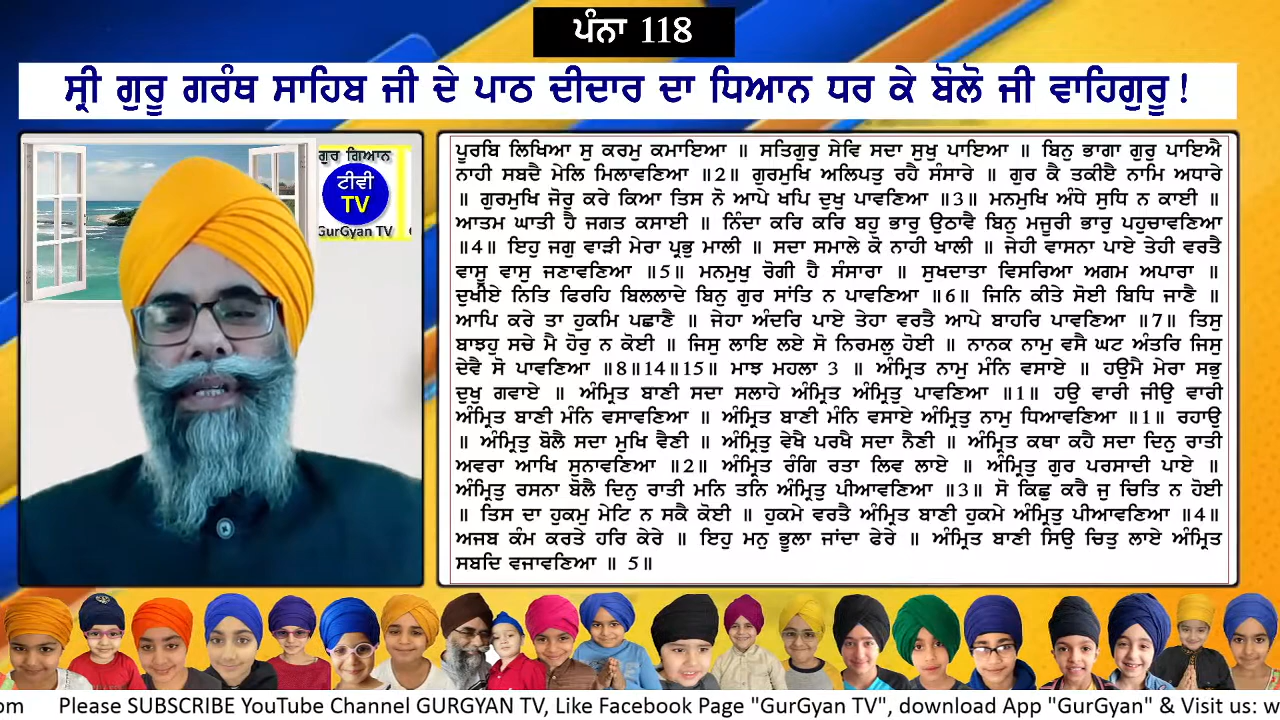 ਪੰਨਾ 118
ਸ੍ਰੀ ਗੁਰੂ ਗਰੰਥ ਸਾਹਿਬ ਜੀ ਦੇ ਪਾਠ ਦੀਦਾਰ ਦਾ ਧਿਆਨ ਧਰ ਕੇ ਬੋਲੋ ਜੀ ਵਾਹਿਗੁਰੂ!
ਗੁਰ ਗਿਆਨ
ਟੀਵੀ
TV
GurGyan TV
ਪੂਰਬਿ ਲਿਖਿਆ ਸੁ ਕਰਮੁ ਕਮਾਇਆ ॥ ਸਤਿਗੁਰੁ ਸੇਵਿ ਸਦਾ ਸੁਖੁ ਪਾਇਆ ॥ ਬਿਨੁ ਭਾਗਾ ਗੁਰੁ ਪਾਇਐ
ਨਾਹੀ ਸਬਦੈ ਮੇਲਿ ਮਿਲਾਵਣਿਆ ॥2॥ ਗੁਰਮੁਖਿ ਅਲਿਪਤੁ ਰਹੈ ਸੰਸਾਰੇ ॥ ਗੁਰ ਕੈ ਤਕੀਐ ਨਾਮਿ ਅਧਾਰੇ
॥ ਗੁਰਮੁਖਿ ਜੋਰੁ ਕਰੇ ਕਿਆ ਤਿਸ ਨੋ ਆਪੇ ਖਪਿ ਦੁਖੁ ਪਾਵਣਿਆ ॥3॥ ਮਨਮੁਖਿ ਅੰਧੇ ਸੁਧਿ ਨ ਕਾਈ ॥
ਆਤਮ ਘਾਤੀ ਹੈ ਜਗਤ ਕਸਾਈ ॥ ਨਿੰਦਾ ਕਰਿ ਕਰਿ ਬਹੁ ਭਾਰੁ ਉਠਾਵੈ ਬਿਨੁ ਮਜੂਰੀ ਭਾਰੁ ਪਹੁਚਾਵਣਿਆ
॥4॥ ਇਹੁ ਜਗੁ ਵਾੜੀ ਮੇਰਾ ਪ੍ਰਭੁ ਮਾਲੀ ॥ ਸਦਾ ਸਮਾਲੇ ਕੋ ਨਾਹੀ ਖਾਲੀ ॥ ਜੇਹੀ ਵਾਸਨਾ ਪਾਏ ਤੇਹੀ ਵਰਤੈ
ਵਾਸੂ ਵਾਸੁ ਜਣਾਵਣਿਆ ॥5॥ ਮਨਮੁਖੁ ਰੋਗੀ ਹੈ ਸੰਸਾਰਾ ॥ ਸੁਖਦਾਤਾ ਵਿਸਰਿਆ ਅਗਮ ਅਪਾਰਾ ॥
ਦੁਖੀਏ ਨਿਤਿ ਫਿਰਹਿ ਬਿਲਲਾਦੇ ਬਿਨੁ ਗੁਰ ਸਾਂਤਿ ਨ ਪਾਵਣਿਆ ॥6॥ ਜਿਨਿ ਕੀਤੇ ਸੋਈ ਬਿਧਿ ਜਾਣੈ ॥
ਆਪਿ ਕਰੇ ਤਾ ਹੁਕਮਿ ਪਛਾਣੈ ॥ ਜੇਹਾ ਅੰਦਰਿ ਪਾਏ ਤੇਹਾ ਵਰਤੈ ਆਪੇ ਬਾਹਰਿ ਪਾਵਣਿਆ ॥7॥ ਤਿਸੁ
ਬਾਝਹੁ ਸਚੇ ਮੈ ਹੋਰੁ ਨ ਕੋਈ ॥ ਜਿਸੁ ਲਾਇ ਲਏ ਸੋ ਨਿਰਮਲੁ ਹੋਈ ॥ ਨਾਨਕ ਨਾਮੁ ਵਸੈ ਘਟ ਅੰਤਰਿ ਜਿਸੁ
ਦੇਵੈ ਸੋ ਪਾਵਣਿਆ ॥8॥14॥15॥ ਮਾਝ ਮਹਲਾ 3 ॥ ਅੰਮ੍ਰਿਤ ਨਾਮੁ ਮੰਨਿ ਵਸਾਏ ॥ ਹਉਮੈ ਮੇਰਾ ਸਭੁ
ਦੁਖੁ ਗਵਾਏ ॥ ਅੰਮ੍ਰਿਤ ਬਾਣੀ ਸਦਾ ਸਲਾਹੇ ਅੰਮ੍ਰਿਤ ਅੰਮ੍ਰਿਤੁ ਪਾਵਣਿਆ ॥1॥ ਹਉ ਵਾਰੀ ਜੀਉ ਵਾਰੀ
ਅੰਮ੍ਰਿਤ ਬਾਣੀ ਮੰਨਿ ਵਸਾਵਣਿਆ ॥ ਅੰਮ੍ਰਿਤ ਬਾਣੀ ਮੰਨਿ ਵਸਾਏ ਅੰਮ੍ਰਿਤੁ ਨਾਮੁ ਧਿਆਵਣਿਆ ॥1॥ ਰਹਾਉ
॥ ਅੰਮ੍ਰਿਤੁ ਬੋਲੈ ਸਦਾ ਮੁਖਿ ਵੈਣੀ ॥ ਅੰਮ੍ਰਿਤੁ ਵੇਖੈ ਪਰਖੈ ਸਦਾ ਨੈਣੀ ॥ ਅੰਮ੍ਰਿਤ ਕਥਾ ਕਹੈ ਸਦਾ ਦਿਨੁ ਰਾਤੀ
ਅਵਰਾ ਆਖਿ ਸੁਨਾਵਣਿਆ ॥2॥ ਅੰਮ੍ਰਿਤ ਰੰਗਿ ਰਤਾ ਲਿਵ ਲਾਏ ॥ ਅੰਮ੍ਰਿਤੁ ਗੁਰ ਪਰਸਾਦੀ ਪਾਏ ॥
ਅੰਮ੍ਰਿਤੁ ਰਸਨਾ ਬੋਲੈ ਦਿਨੁ ਰਾਤੀ ਮਨਿ ਤਨਿ ਅੰਮ੍ਰਿਤੁ ਪੀਆਵਣਿਆ ॥3॥ ਸੋ ਕਿਛੁ ਕਰੈ ਜੁ ਚਿਤਿ ਨ ਹੋਈ
॥ ਤਿਸ ਦਾ ਹੁਕਮੁ ਮੇਟਿ ਨ ਸਕੈ ਕੋਈ ॥ ਹੁਕਮੇ ਵਰਤੈ ਅੰਮ੍ਰਿਤ ਬਾਣੀ ਹੁਕਮੇ ਅੰਮ੍ਰਿਤੁ ਪੀਆਵਣਿਆ ॥4॥
ਅਜਬ ਕੰਮ ਕਰਤੇ ਹਰਿ ਕੇਰੇ ॥ ਇਹੁ ਮਨੁ ਭੂਲਾ ਜਾਂਦਾ ਫੇਰੇ ॥ ਅੰਮ੍ਰਿਤ ਬਾਣੀ ਸਿਉ ਚਿਤੁ ਲਾਏ ਅੰਮ੍ਰਿਤ
ਸਬਦਿ ਵਜਾਵਣਿਆ ॥ 5॥
om Please SUBSCRIBE YouTube Channel GURGYAN TV, Like Facebook Page "GurGyan TV", download App "GurGyan" & Visit us: w